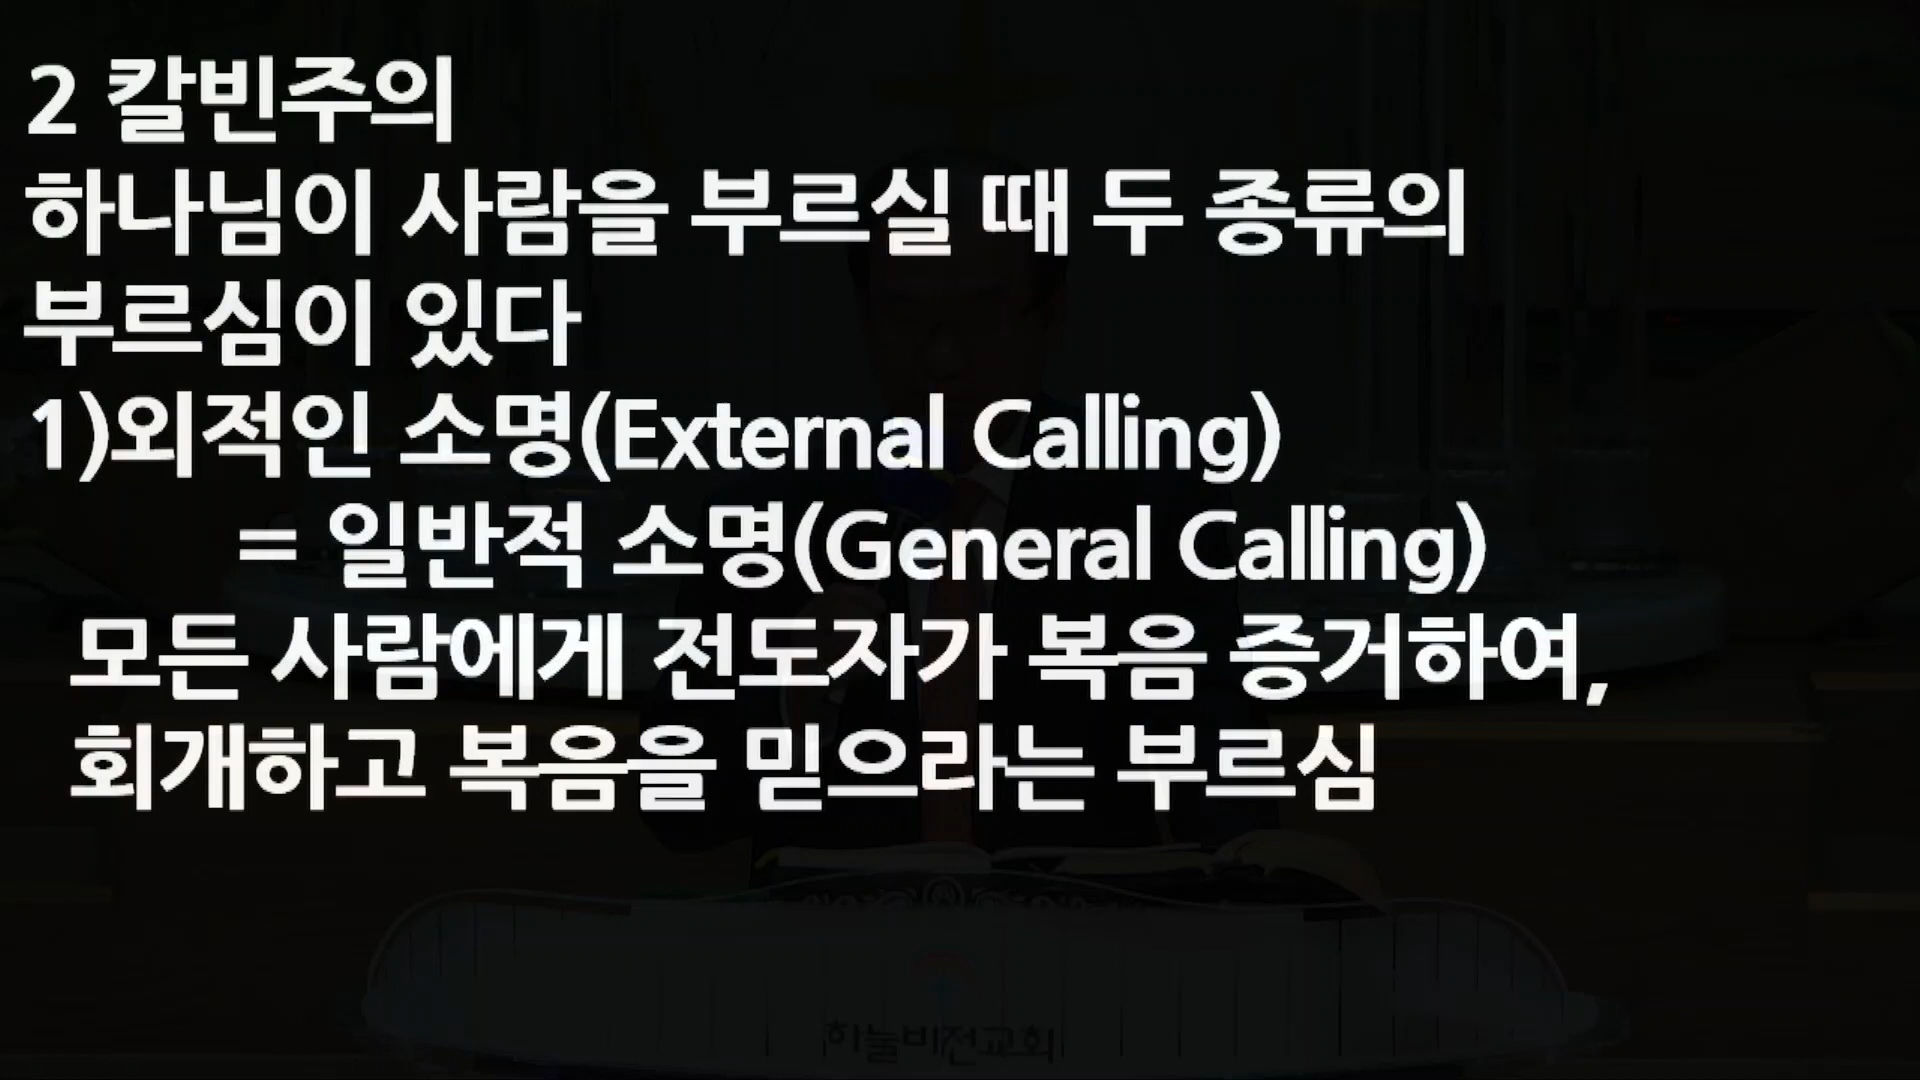 2 칼빈주의
하나님이 사람을 부르실 때 두 종류의
부르심이 있다
1)외적인 소명(External Calling)
= 일반적 소명(General Calling)
모든 사람에게 전도자가 복음 증거하여,
회개하고 복음을 믿으라는 부르심
하늘비전교회